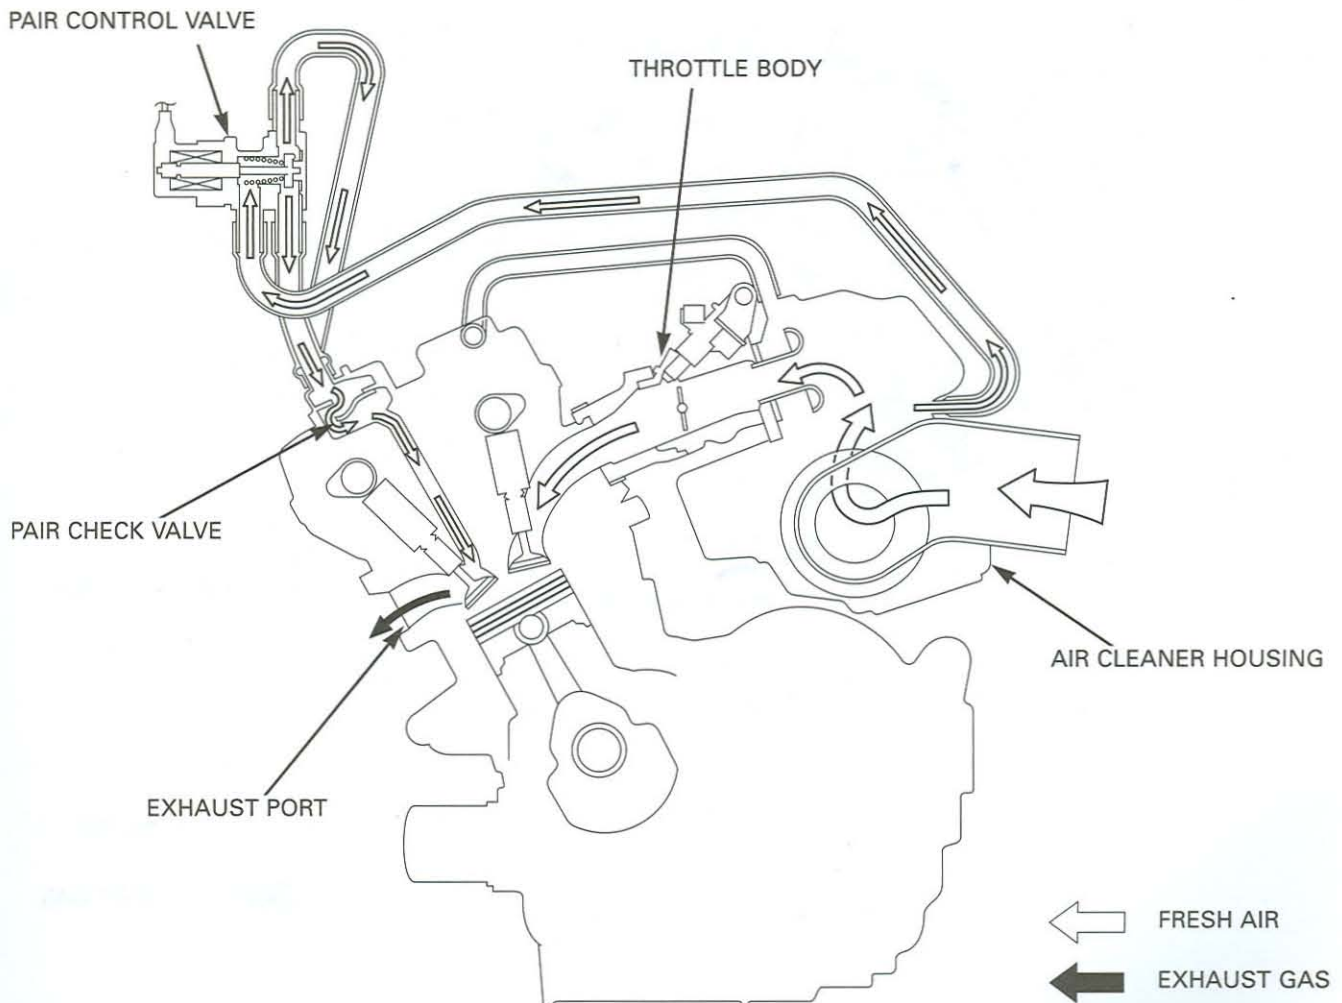 PAIR CONTROL VALVE
THROTTLE BODY
PAIR CHECK VALVE
AIR CLEANER HOUSING
EXHAUST PORT
FRESH AIR
EXHAUST GAS